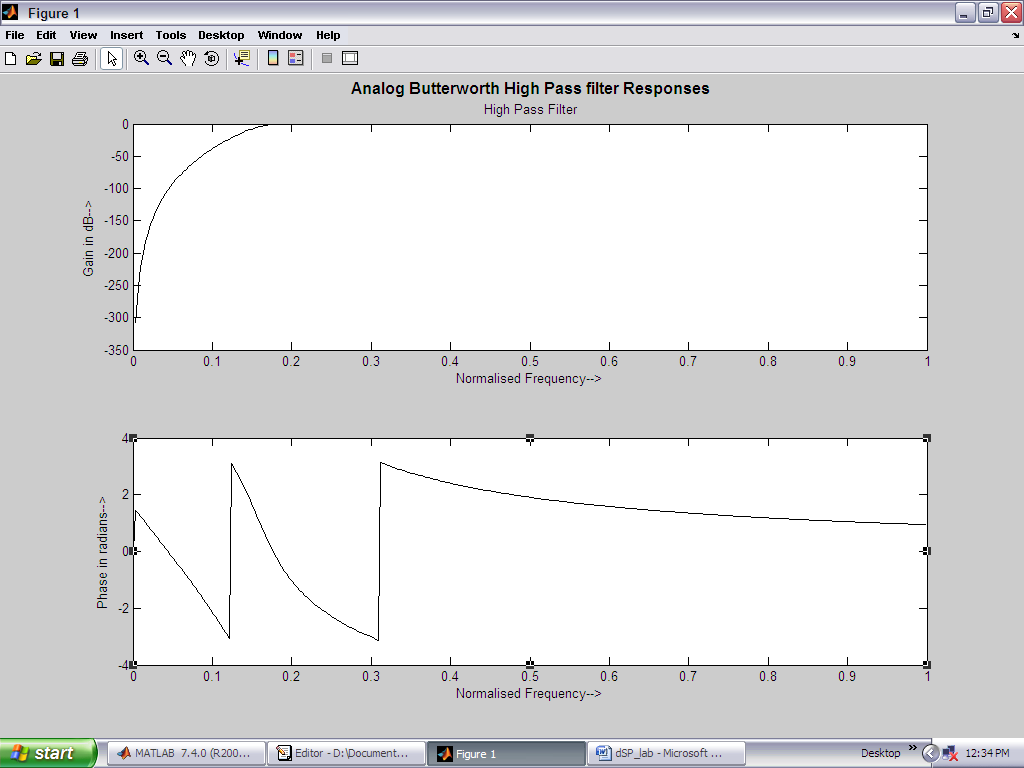 Figure 1
File Edit View Insert Tools Desktop Window Help
Analog Butterworth High Pass filter Responses
High Pass Filter
0
-50
-100
-150
-200
-250
-300
-350
Gain in dB-->
0 0.1 0.2 0.3 0.4 0.5 0.6 0.7 0.8 0.9 1
Normalised Frequency-->
4
2
0
-2
-4
Phase in radians-->
0 0.1 0.2 0.3 0.4 0.5 0.6 0.7 0.8 0.9 1
Normalised Frequency-->
start MATLAB 7.4.0 (R200... Editor - D:\Document... Figure 1 dSP_lab - Microsoft ... Desktop 12:34 PM